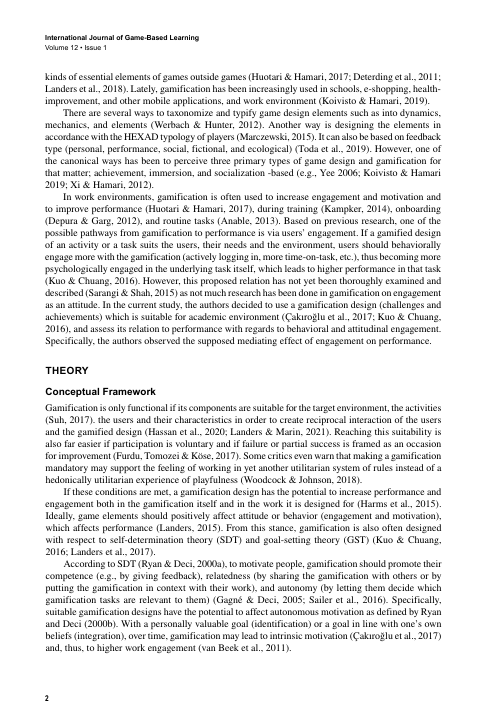 International Journal of Game-Based Learning
Volume 12 • Issue 1
kinds of essential elements of games outside games (Huotari & Hamari, 2017; Deterding et al., 2011;
Landers et al., 2018). Lately, gamification has been increasingly used in schools, e-shopping, health-
improvement, and other mobile applications, and work environment (Koivisto & Hamari, 2019).
There are several ways to taxonomize and typify game design elements such as into dynamics,
mechanics, and elements (Werbach & Hunter, 2012). Another way is designing the elements in
accordance with the HEXAD typology of players (Marczewski, 2015). It can also be based on feedback
type (personal, performance, social, fictional, and ecological) (Toda et al., 2019). However, one of
the canonical ways has been to perceive three primary types of game design and gamification for
that matter; achievement, immersion, and socialization -based (e.g., Yee 2006; Koivisto & Hamari
2019; Xi & Hamari, 2012).
In work environments, gamification is often used to increase engagement and motivation and
to improve performance (Huotari & Hamari, 2017), during training (Kampker, 2014), onboarding
(Depura & Garg, 2012), and routine tasks (Anable, 2013). Based on previous research, one of the
possible pathways from gamification to performance is via users' engagement. If a gamified design
of an activity or a task suits the users, their needs and the environment, users should behaviorally
engage more with the gamification (actively logging in, more time-on-task, etc.), thus becoming more
psychologically engaged in the underlying task itself, which leads to higher performance in that task
(Kuo & Chuang, 2016). However, this proposed relation has not yet been thoroughly examined and
described (Sarangi & Shah, 2015) as not much research has been done in gamification on engagement
as an attitude. In the current study, the authors decided to use a gamification design (challenges and
achievements) which is suitable for academic environment (Çakıroğlu et al., 2017; Kuo & Chuang,
2016), and assess its relation to performance with regards to behavioral and attitudinal engagement.
Specifically, the authors observed the supposed mediating effect of engagement on performance.
THEORY
Conceptual Framework
Gamification is only functional if its components are suitable for the target environment, the activities
(Suh, 2017). the users and their characteristics in order to create reciprocal interaction of the users
and the gamified design (Hassan et al., 2020; Landers & Marin, 2021). Reaching this suitability is
also far easier if participation is voluntary and if failure or partial success is framed as an occasion
for improvement (Furdu, Tomozei & Köse, 2017). Some critics even warn that making a gamification
mandatory may support the feeling of working in yet another utilitarian system of rules instead of a
hedonically utilitarian experience of playfulness (Woodcock & Johnson, 2018).
If these conditions are met, a gamification design has the potential to increase performance and
engagement both in the gamification itself and in the work it is designed for (Harms et al., 2015).
Ideally, game elements should positively affect attitude or behavior (engagement and motivation),
which affects performance (Landers, 2015). From this stance, gamification is also often designed
with respect to self-determination theory (SDT) and goal-setting theory (GST) (Kuo & Chuang,
2016; Landers et al., 2017).
According to SDT (Ryan & Deci, 2000a), to motivate people, gamification should promote their
competence (e.g., by giving feedback), relatedness (by sharing the gamification with others or by
putting the gamification in context with their work), and autonomy (by letting them decide which
gamification tasks are relevant to them) (Gagné & Deci, 2005; Sailer et al., 2016). Specifically,
suitable gamification designs have the potential to affect autonomous motivation as defined by Ryan
and Deci (2000b). With a personally valuable goal (identification) or a goal in line with one's own
beliefs (integration), over time, gamification may lead to intrinsic motivation (Çakıroğlu et al., 2017)
and, thus, to higher work engagement (van Beek et al., 2011).
2